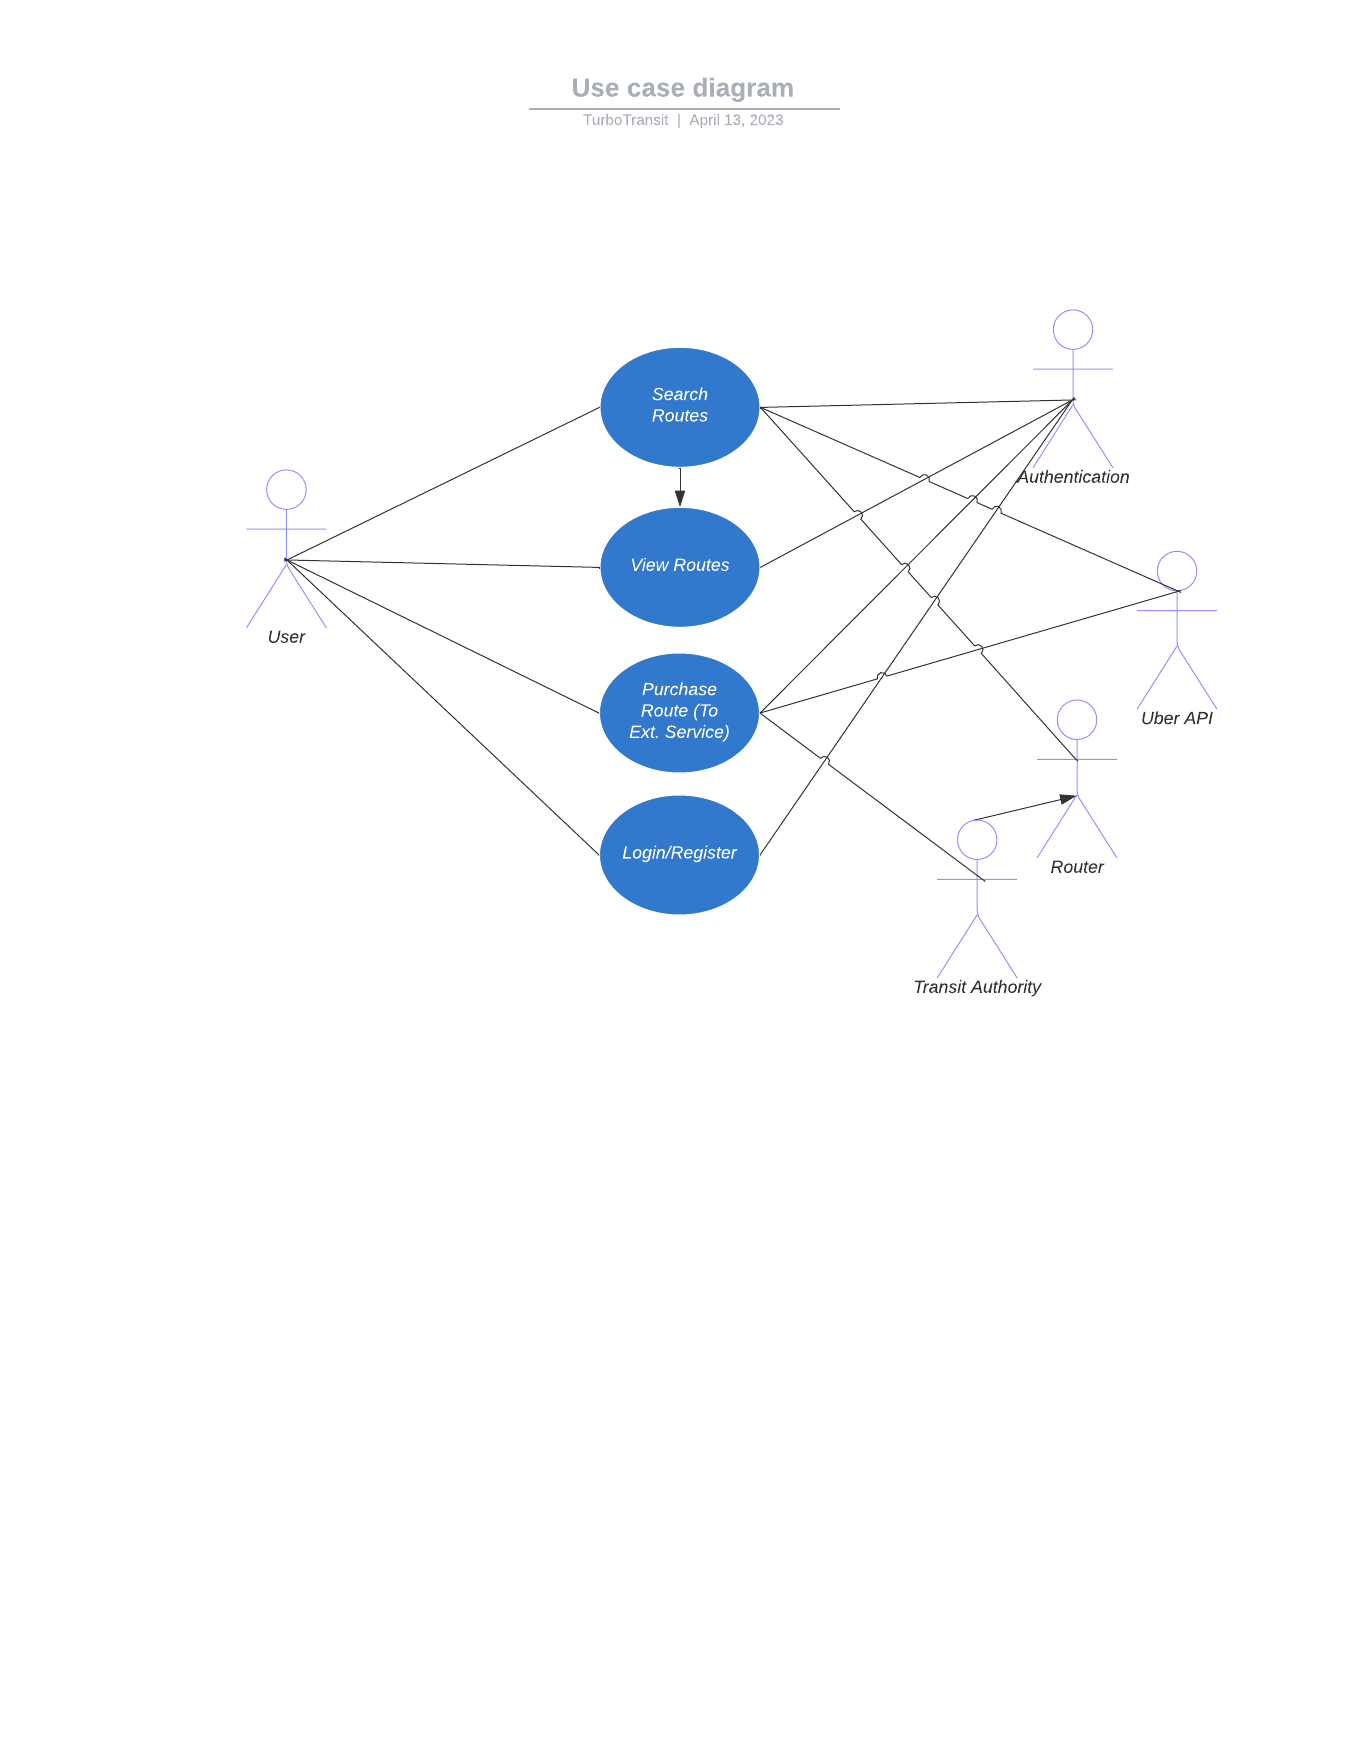 Use case diagram
TurboTransit | April 13, 2023
Search
Routes
Authentication
View Routes
User
Purchase
Route (To
Ext. Service)
Uber API
Login/Register
Router
Transit Authority